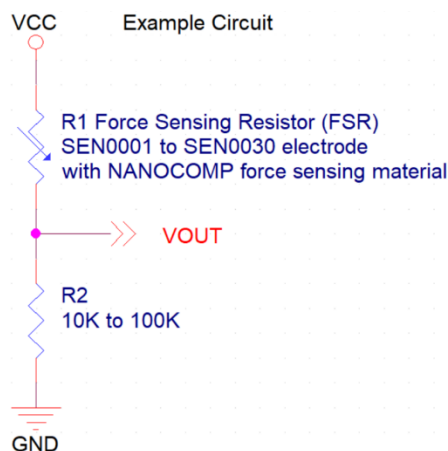 VCC
Example Circuit
R1 Force Sensing Resistor (FSR)
SEN0001 to SEN0030 electrode
with NANOCOMP force sensing material
VOUT
R2
10K to 100K
GND